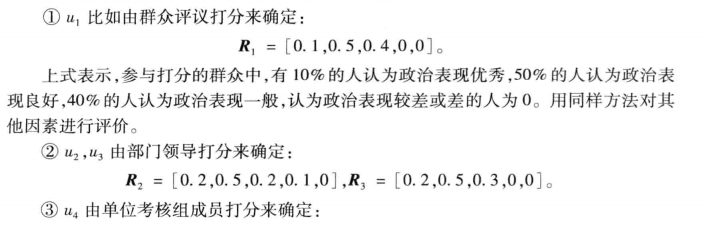 ① u₁ 比如由群众评议打分来确定:
R₁ = [0.1,0.5,0.4,0,0]。
上式表示,参与打分的群众中,有10%的人认为政治表现优秀,50%的人认为政治表
现良好,40%的人认为政治表现一般,认为政治表现较差或差的人为0。用同样方法对其
他因素进行评价。
② u₂,u₃ 由部门领导打分来确定:
R₂ = [0.2,0.5,0.2,0.1,0],R₃ = [0.2,0.5,0.3,0,0]。
③ u₄ 由单位考核组成员打分来确定: